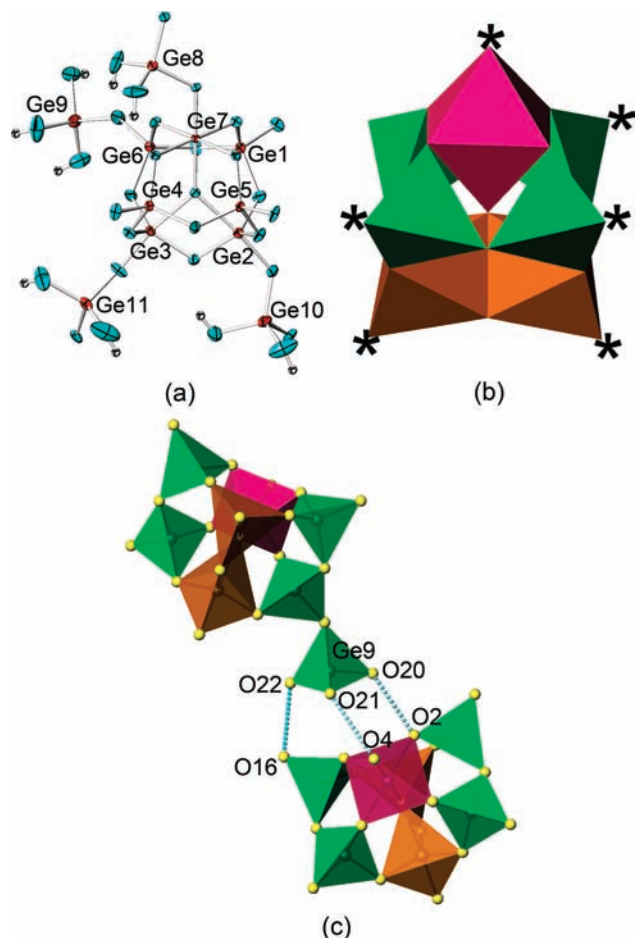 Ge8
Ge9
Ge7
Ge6
Ge1
Ge4
Ge5
Ge3
Ge2
Ge11
Ge10
(a)
*
*
*
*
*
*
(b)
Ge9
O20
O22
O21
O2
O4
O16
(c)